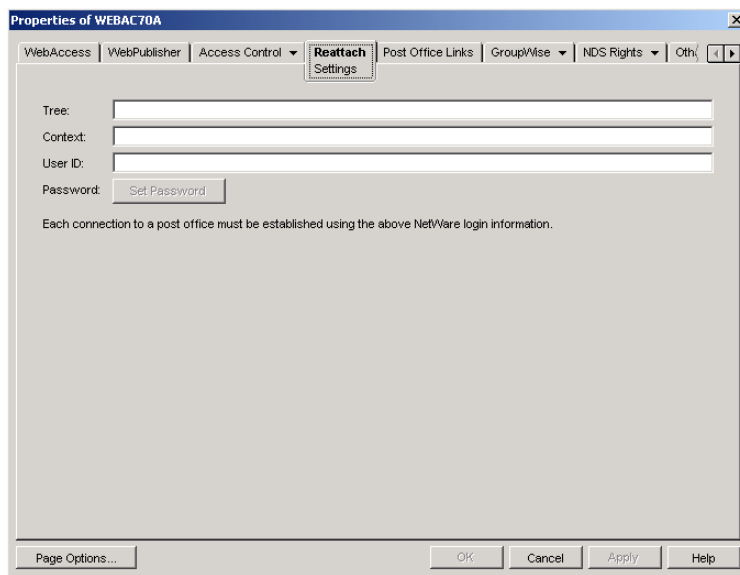 Properties of WEBAC70A
WebAccess WebPublisher Access Control Reattach Post Office Links GroupWise NDS Rights Oth
Settings
Tree:
Context:
User ID:
Password: Set Password
Each connection to a post office must be established using the above NetWare login information.
Page Options... OK Cancel Apply Help